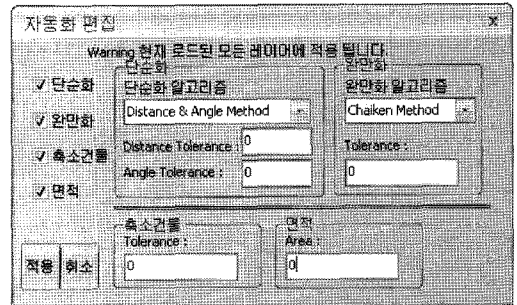 자동화 편집
x
Warning 현재 로드된 모든 레이어에 적용 됩니다.
단순화
완만화
단순화
단순화 알고리즘
완만화 알고리즘
Distance & Angle Method
Chaiken Method
완만화
Distance Tolerance :
0
Tolerance :
축소건물
Angle Tolerance :
0
0
면적
축소건물
면적
Tolerance :
Area :
적용
취소
0
0